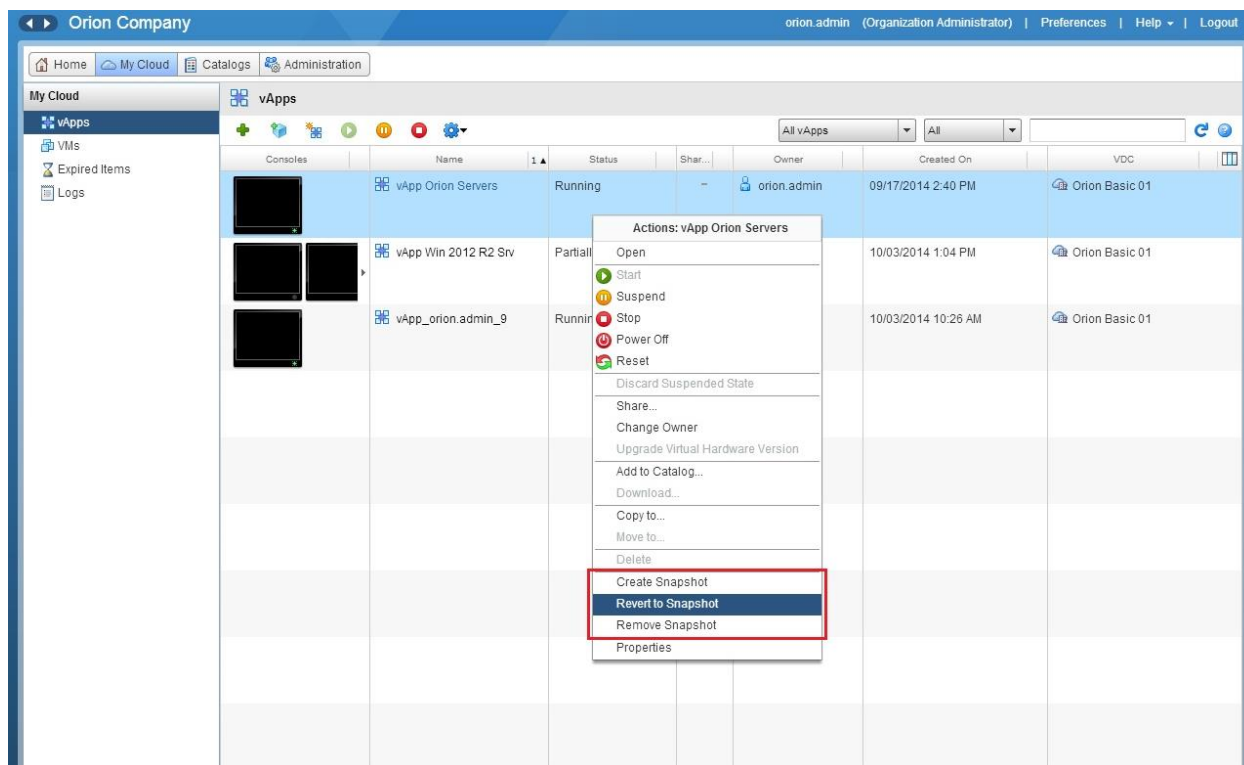 Orion Company
orion.admin (Organization Administrator) | Preferences | Help | Logout
Home My Cloud Catalogs Administration
My Cloud
vApps
VMs
Expired Items
Logs
vApps
All vApps All
Consoles Name 1 Status Shar... Owner Created On VDC
vApp Orion Servers Running - orion.admin 09/17/2014 2:40 PM Orion Basic 01
vApp Win 2012 R2 Srv Partiall 10/03/2014 1:04 PM Orion Basic 01
vApp_orion.admin_9 Runnin 10/03/2014 10:26 AM Orion Basic 01
Actions: vApp Orion Servers
Open
Start
Suspend
Stop
Power Off
Reset
Discard Suspended State
Share...
Change Owner
Upgrade Virtual Hardware Version
Add to Catalog...
Download...
Copy to...
Move to...
Delete
Create Snapshot
Revert to Snapshot
Remove Snapshot
Properties